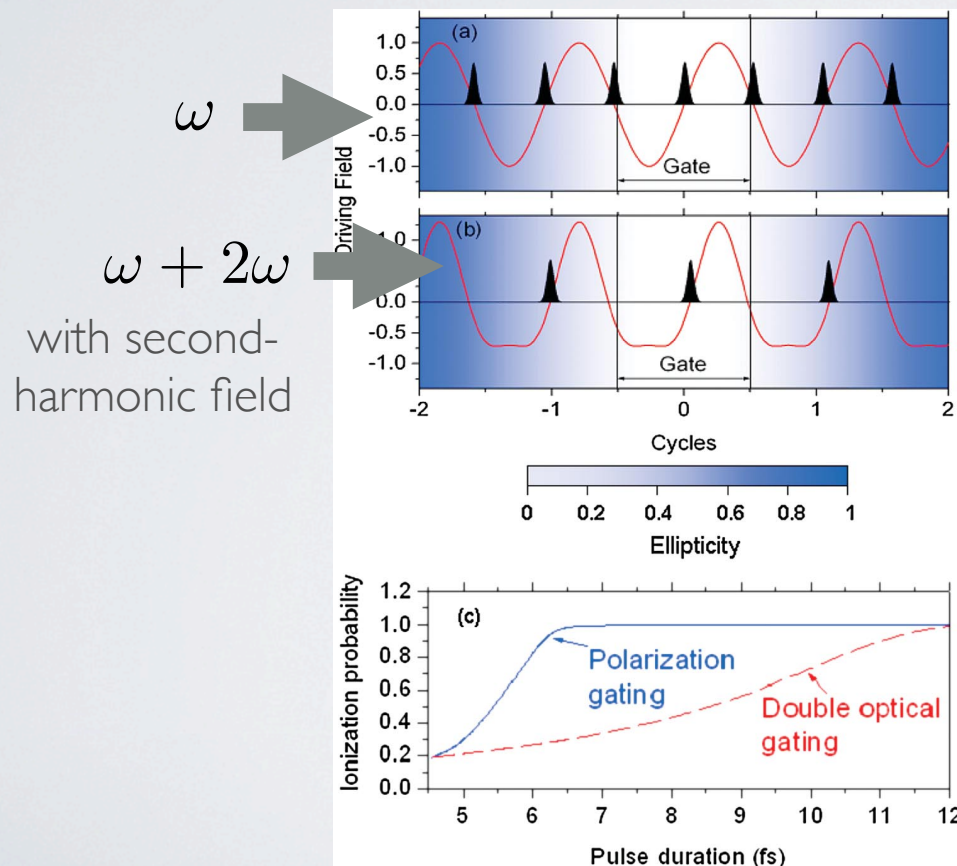 ω
ω + 2ω
with second-
harmonic field
Driving Field
(a)
1.0
0.5
0.0
-0.5
-1.0
Gate
(b)
1.0
0.5
0.0
-0.5
-1.0
Gate
-2 -1 0 1 2
Cycles
0 0.2 0.4 0.6 0.8 1
Ellipticity
Ionization probability
1.2
1.0
0.8
0.6
0.4
0.2
0.0
(c)
Polarization
gating
Double optical
gating
5 6 7 8 9 10 11 12
Pulse duration (fs)